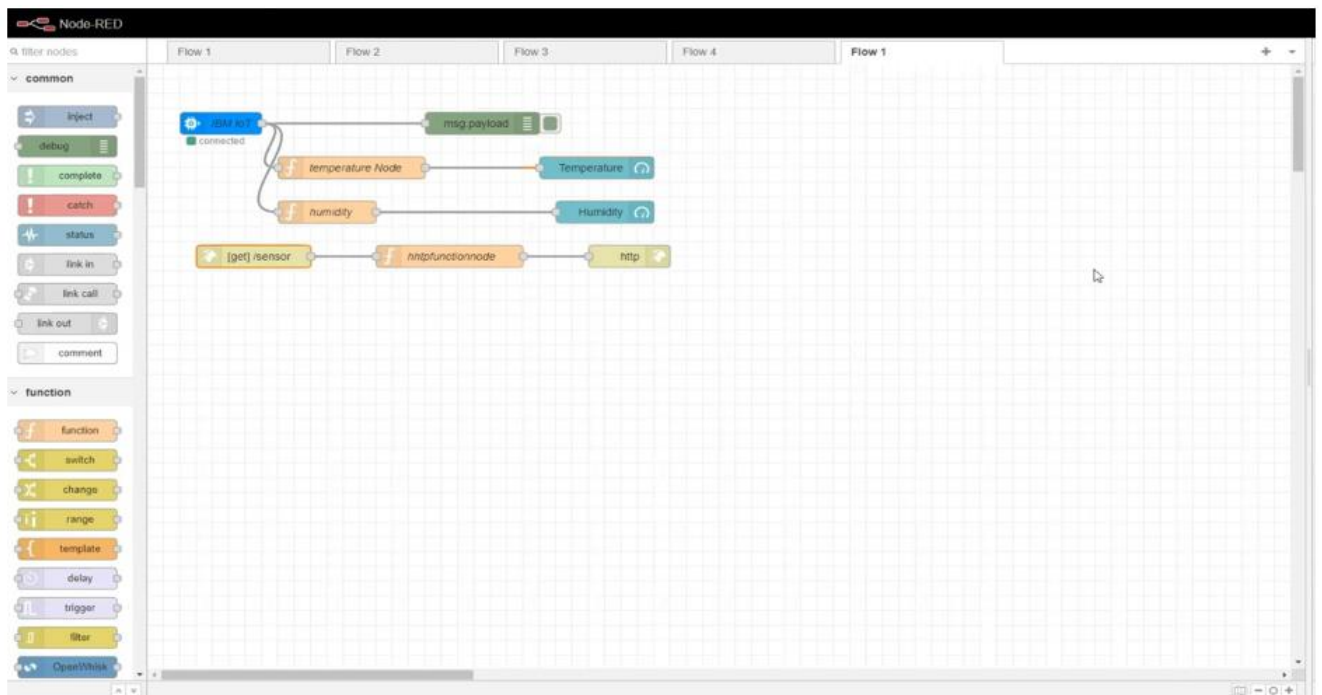 Node-RED
filter nodes
Flow 1
Flow 2
Flow 3
Flow 4
Flow 1
common
inject
debug
complete
catch
status
link in
link call
link out
comment
function
function
switch
change
range
template
delay
trigger
filter
OpenWhisk
IBM IoT
connected
msg.payload
temperature Node
Temperature
humidity
Humidity
[get] /sensor
hhtpfunctionnode
http